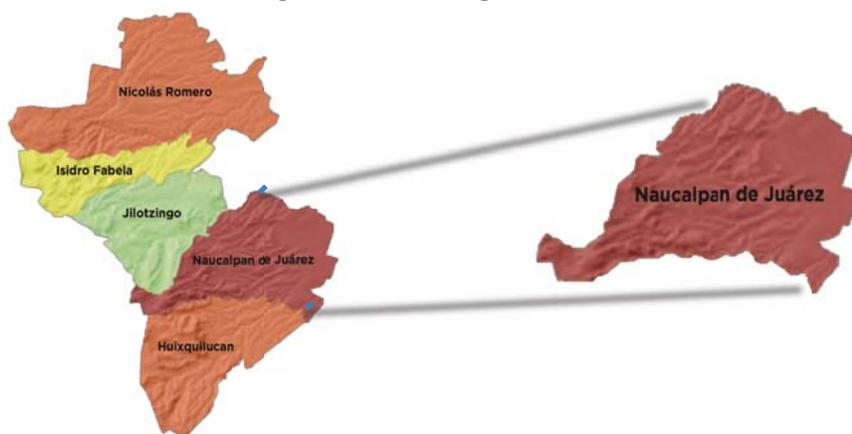 Nicolás Romero
Isidro Fabela
Jilotzingo
Naucalpan de Juárez
Huixquilucan
Naucalpan de Juárez